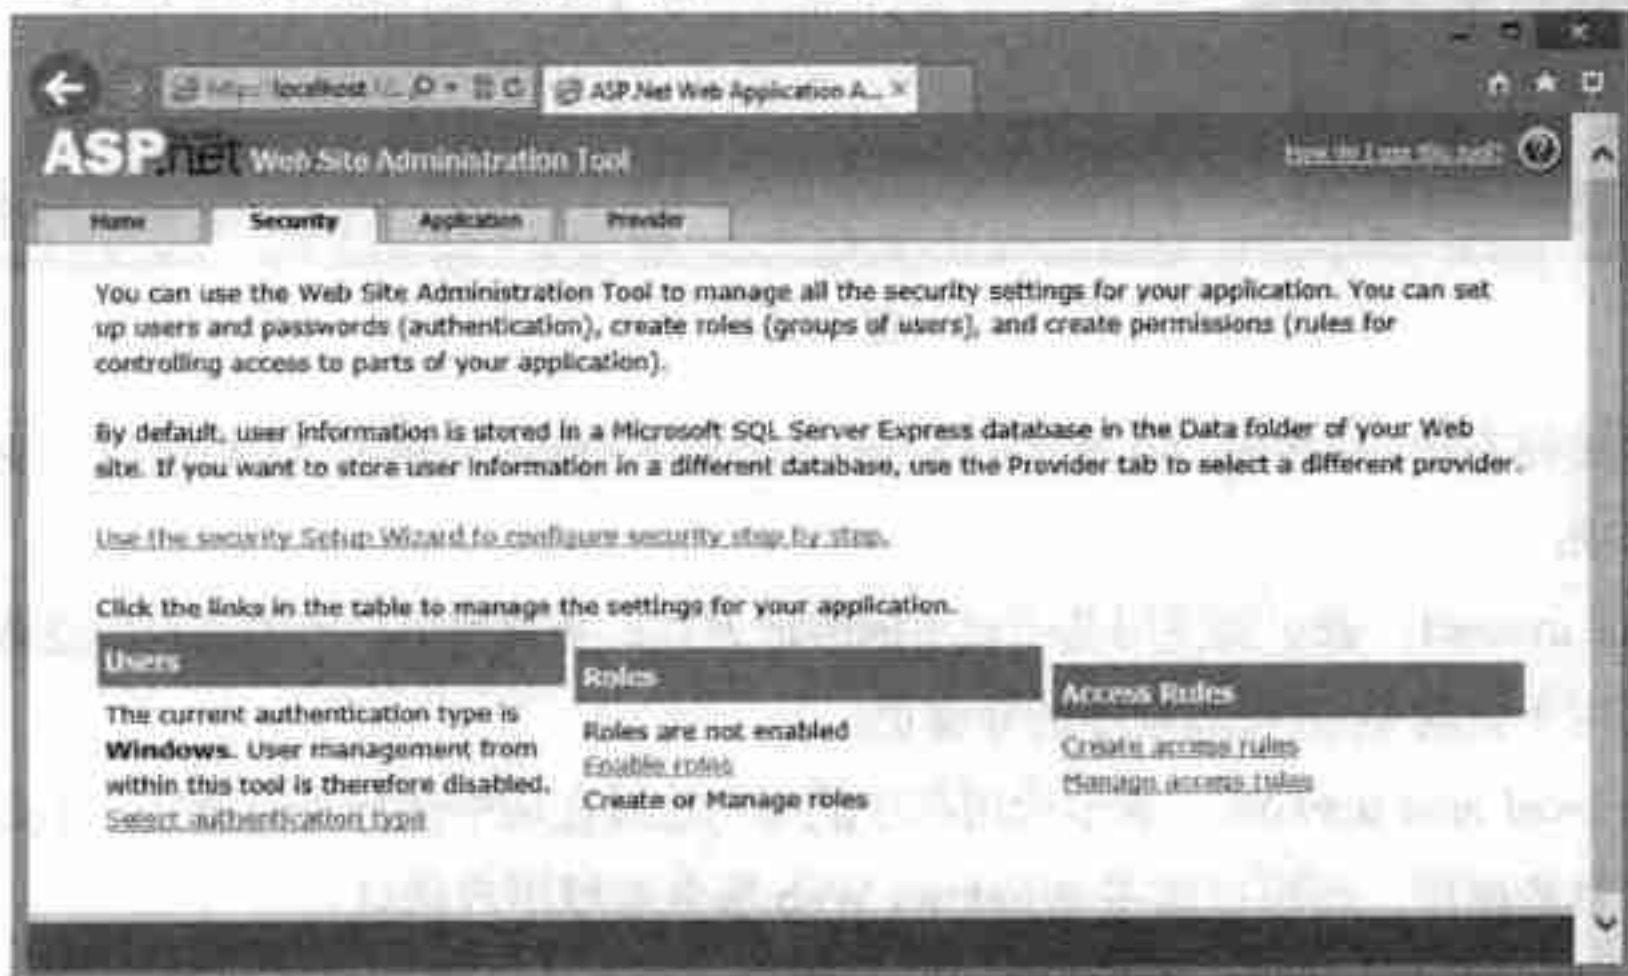 localhost
ASP.Net Web Application A...
ASP.net Web Site Administration Tool
How do I use this tool?
Home Security Application Provider
You can use the Web Site Administration Tool to manage all the security settings for your application. You can set
up users and passwords (authentication), create roles (groups of users), and create permissions (rules for
controlling access to parts of your application).
By default, user information is stored in a Microsoft SQL Server Express database in the Data folder of your Web
site. If you want to store user information in a different database, use the Provider tab to select a different provider.
Use the security Setup Wizard to configure security step by step.
Click the links in the table to manage the settings for your application.
Users
The current authentication type is
Windows. User management from
within this tool is therefore disabled.
Select authentication type
Roles
Roles are not enabled
Enable roles
Create or Manage roles
Access Rules
Create access rules
Manage access rules